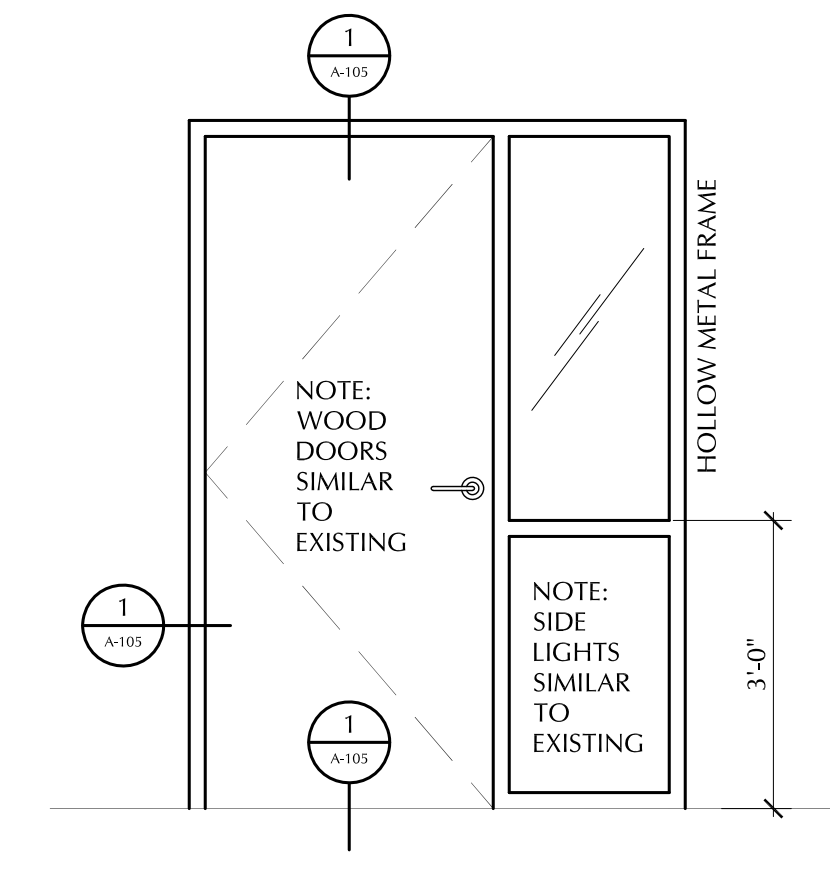 1
A-105
HOLLOW METAL FRAME
NOTE:
WOOD
DOORS
SIMILAR
TO
EXISTING
1
A-105
NOTE:
SIDE
LIGHTS
SIMILAR
TO
EXISTING
3'-0"
1
A-105